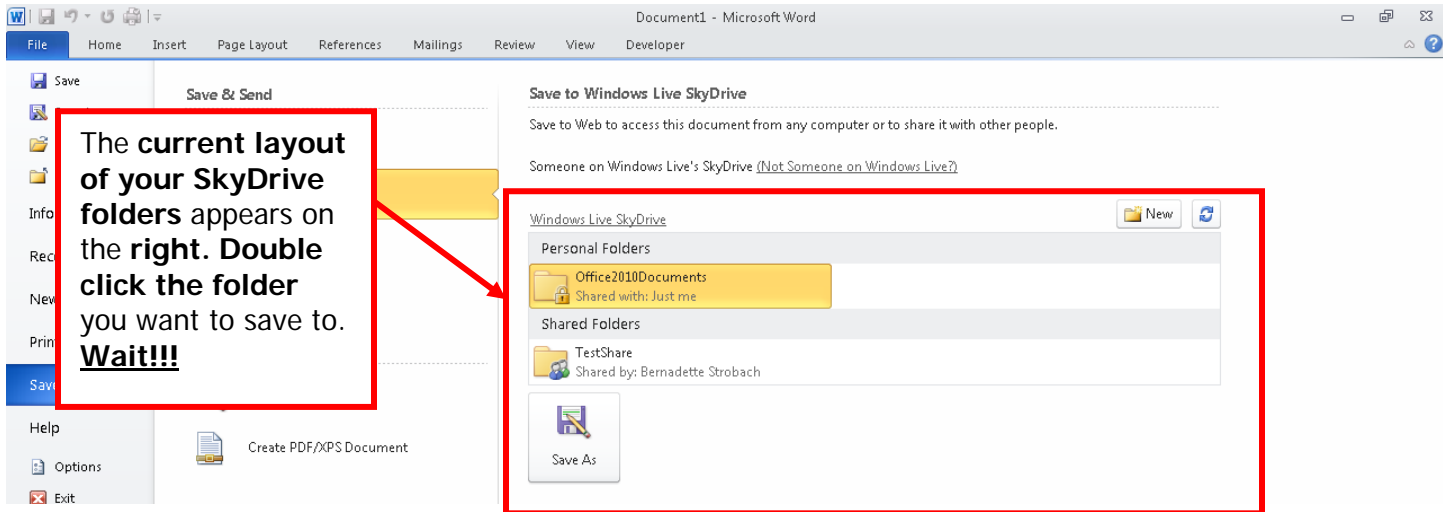 W
Document1 - Microsoft Word
File Home Insert Page Layout References Mailings Review View Developer
Save
Info
Rec
New
Prin
Sav
Help
Options
Exit
Save & Send
Create PDF/XPS Document
The current layout
of your SkyDrive
folders appears on
the right. Double
click the folder
you want to save to.
Wait!!!
Save to Windows Live SkyDrive
Save to Web to access this document from any computer or to share it with other people.
Someone on Windows Live's SkyDrive (Not Someone on Windows Live?)
Windows Live SkyDrive
New
Personal Folders
Office2010Documents
Shared with: Just me
Shared Folders
TestShare
Shared by: Bernadette Strobach
Save As